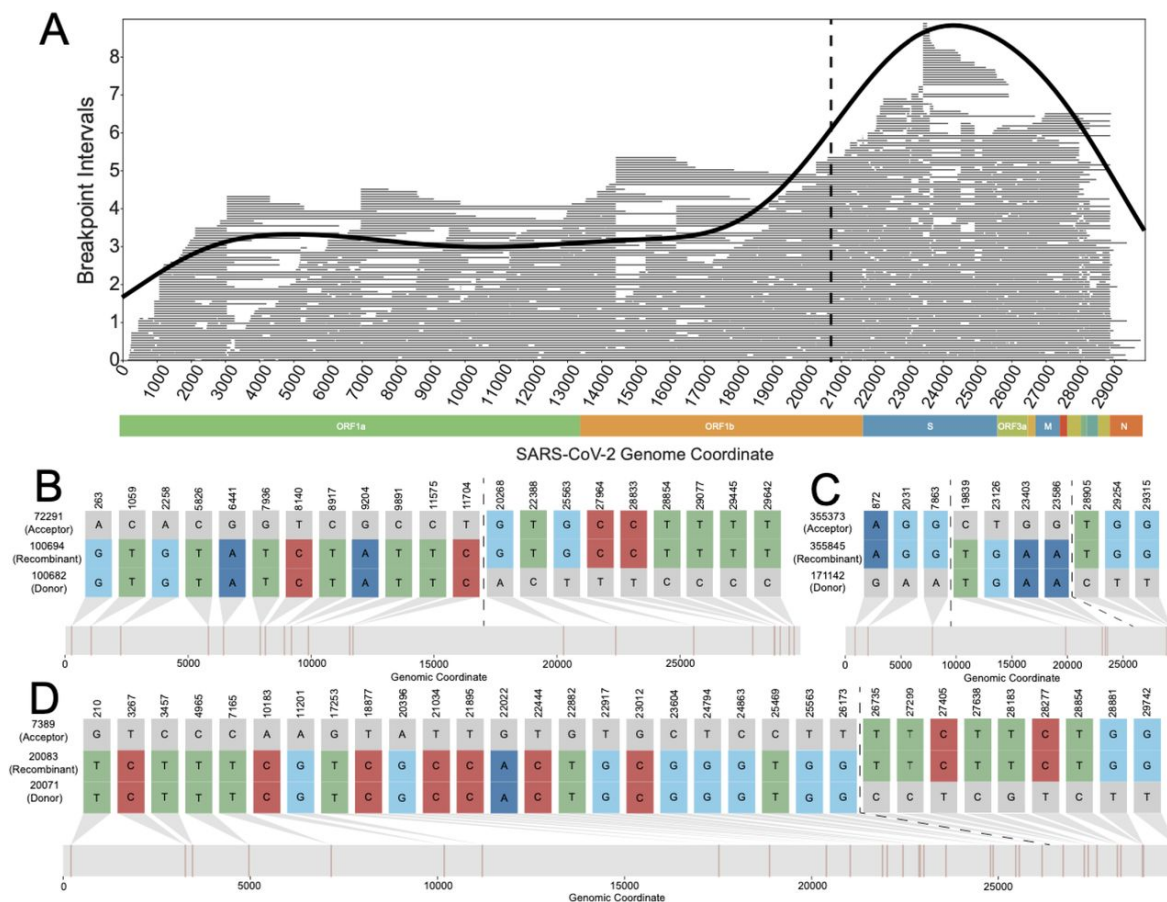 A
Breakpoint Intervals
8
7
6
5
4
3
2
1
0
0 1000 2000 3000 4000 5000 6000 7000 8000 9000 10000 11000 12000 13000 14000 15000 16000 17000 18000 19000 20000 21000 22000 23000 24000 25000 26000 27000 28000 29000
ORF1a ORF1b S ORF3a M N
SARS-CoV-2 Genome Coordinate
B
263 1059 2258 5826 6441 7936 8140 8917 9204 9891 11575 11704 20268 22388 25563 27964 28833 28854 29077 29445 29642
72291 A C A C G G T C G C C T G T G C C T T T T
(Acceptor)
100694 G T G T A T C T A T T C G T G C C T T T T
(Recombinant)
100682 G T G T A T C T A T T C A C T T T C C C C
(Donor)
0 5000 10000 15000 20000 25000
Genomic Coordinate
C
872 2031 7863 19839 23126 23403 23586 28905 29254 29315
355373 A G G C T G G T G G
(Acceptor)
355845 A G G T G A A T G G
(Recombinant)
171142 G A A T G A A C T T
(Donor)
0 5000 10000 15000 20000 25000
Genomic Coordinate
D
210 3267 3457 4965 7165 10183 11201 17253 18877 20396 21034 21895 22022 22444 22882 22917 23012 23604 24794 24863 25469 25563 26173 26735 27299 27405 27638 28183 28277 28854 28881 29742
7389 G T C C C A A G T A T T G T G T G C T C C T T T T C T T C T G G
(Acceptor)
20083 T C T T T C G T C G C C A C T G C G G G T G G T T C T T C T G G
(Recombinant)
20071 T C T T T C G T C G C C A C T G C G G G T G G C C T C G T C T T
(Donor)
0 5000 10000 15000 20000 25000
Genomic Coordinate